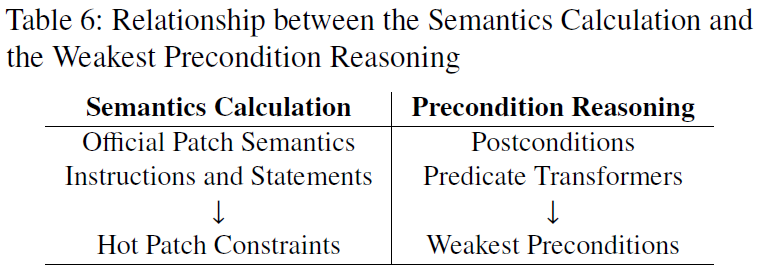 Table 6: Relationship between the Semantics Calculation and
the Weakest Precondition Reasoning
Semantics Calculation Precondition Reasoning
Official Patch Semantics Postconditions
Instructions and Statements Predicate Transformers
↓ ↓
Hot Patch Constraints Weakest Preconditions